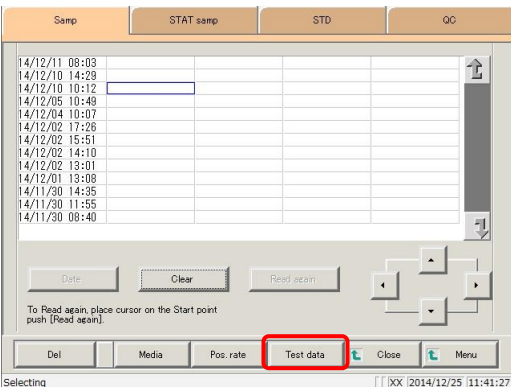 Samp STAT samp STD QC
14/12/11 08:03
14/12/10 14:29
14/12/10 10:12
14/12/05 10:49
14/12/04 10:07
14/12/02 17:26
14/12/02 15:51
14/12/02 14:10
14/12/02 13:01
14/12/01 13:08
14/11/30 14:35
14/11/30 11:55
14/11/30 08:40
Date Clear Read again
To Read again, place cursor on the Start point
push [Read again].
Del Media Pos. rate Test data Close Menu
Selecting XX 2014/12/25 11:41:27